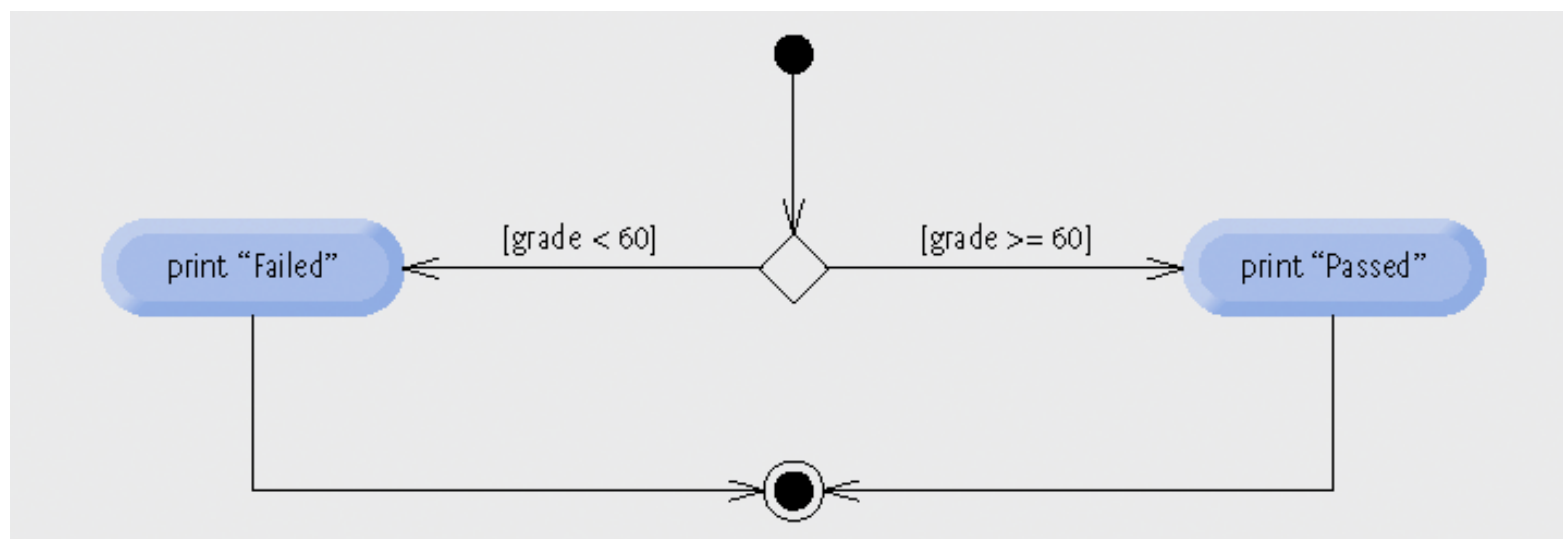 [grade < 60]
[grade >= 60]
print “Failed”
print “Passed”